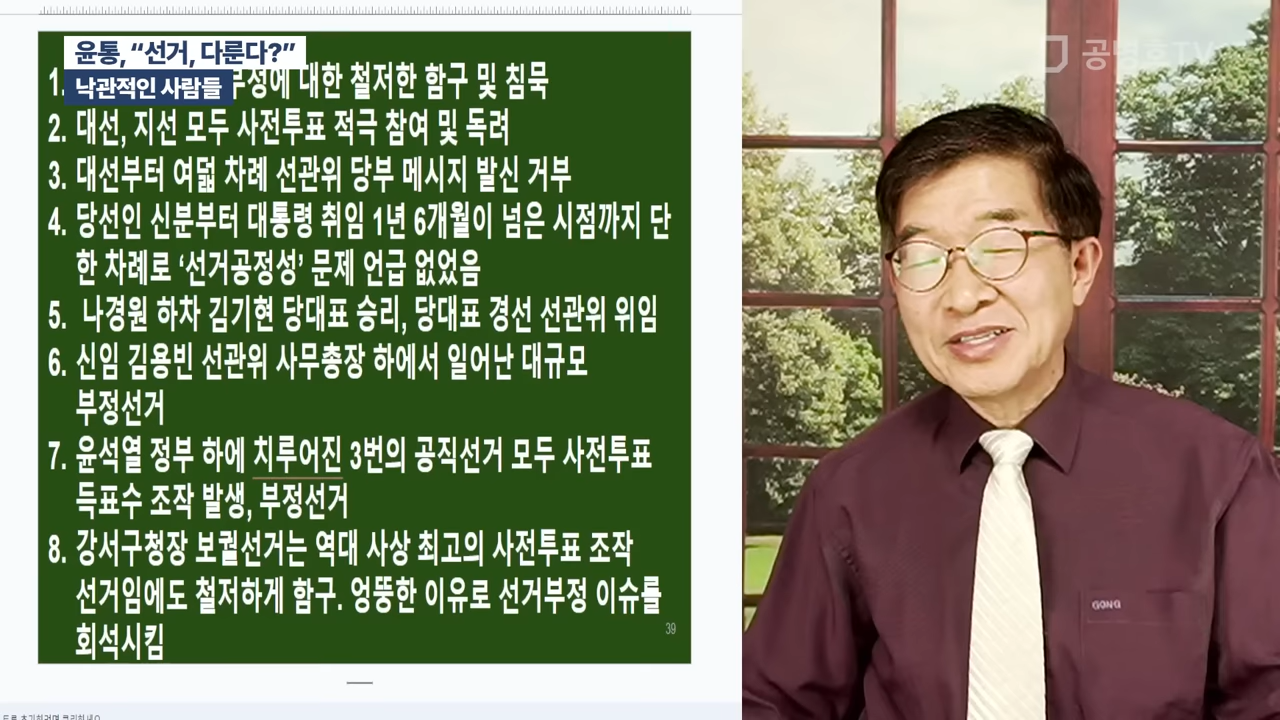 윤통, “선거, 다룬다?”
낙관적인 사람들
1. 부정에 대한 철저한 함구 및 침묵
2. 대선, 지선 모두 사전투표 적극 참여 및 독려
3. 대선부터 여덟 차례 선관위 당부 메시지 발신 거부
4. 당선인 신분부터 대통령 취임 1년 6개월이 넘은 시점까지 단
한 차례로 ‘선거공정성’ 문제 언급 없었음
5. 나경원 하차 김기현 당대표 승리, 당대표 경선 선관위 위임
6. 신임 김용빈 선관위 사무총장 하에서 일어난 대규모
부정선거
7. 윤석열 정부 하에 치루어진 3번의 공직선거 모두 사전투표
득표수 조작 발생, 부정선거
8. 강서구청장 보궐선거는 역대 사상 최고의 사전투표 조작
선거임에도 철저하게 함구. 엉뚱한 이유로 선거부정 이슈를
희석시킴
39
공병호TV
GONG